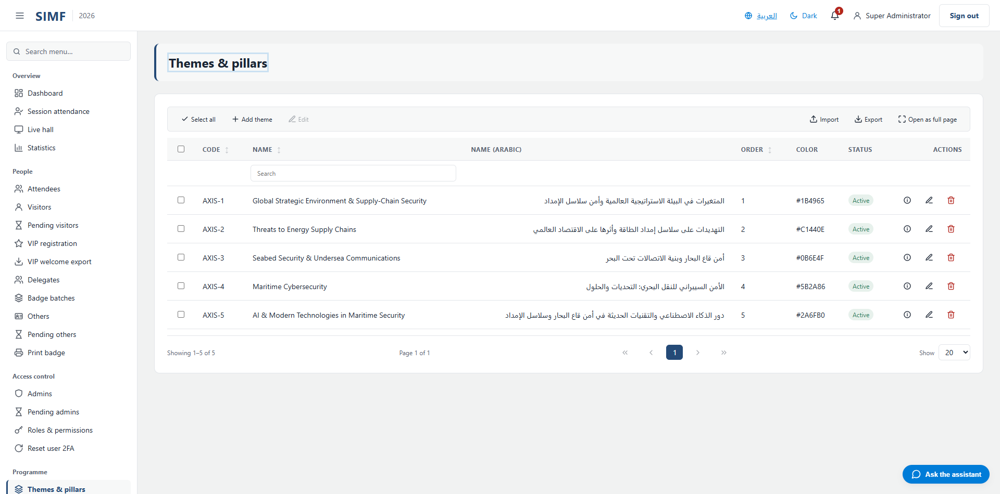 SIMF 2026 العربية Dark 1 Super Administrator Sign out
Search menu...
Overview
Dashboard
Session attendance
Live hall
Statistics
People
Attendees
Visitors
Pending visitors
VIP registration
VIP welcome export
Delegates
Badge batches
Others
Pending others
Print badge
Access control
Admins
Pending admins
Roles & permissions
Reset user 2FA
Programme
Themes & pillars
Themes & pillars
Select all Add theme Edit Import Export Open as full page
CODE NAME NAME (ARABIC) ORDER COLOR STATUS ACTIONS
Search
AXIS-1 Global Strategic Environment & Supply-Chain Security المتغيرات في البيئة الاستراتيجية العالمية وأمن سلاسل الإمداد 1 #1B4965 Active
AXIS-2 Threats to Energy Supply Chains التهديدات على سلاسل إمداد الطاقة وأثرها على الاقتصاد العالمي 2 #C1440E Active
AXIS-3 Seabed Security & Undersea Communications أمن قاع البحار وبنية الاتصالات تحت البحر 3 #0B6E4F Active
AXIS-4 Maritime Cybersecurity الأمن السيبراني للنقل البحري: التحديات والحلول 4 #5B2A86 Active
AXIS-5 AI & Modern Technologies in Maritime Security دور الذكاء الاصطناعي والتقنيات الحديثة في أمن قاع البحار وسلاسل الإمداد 5 #2A6FB0 Active
Showing 1–5 of 5 Page 1 of 1 « ‹ 1 › » Show 20
Ask the assistant